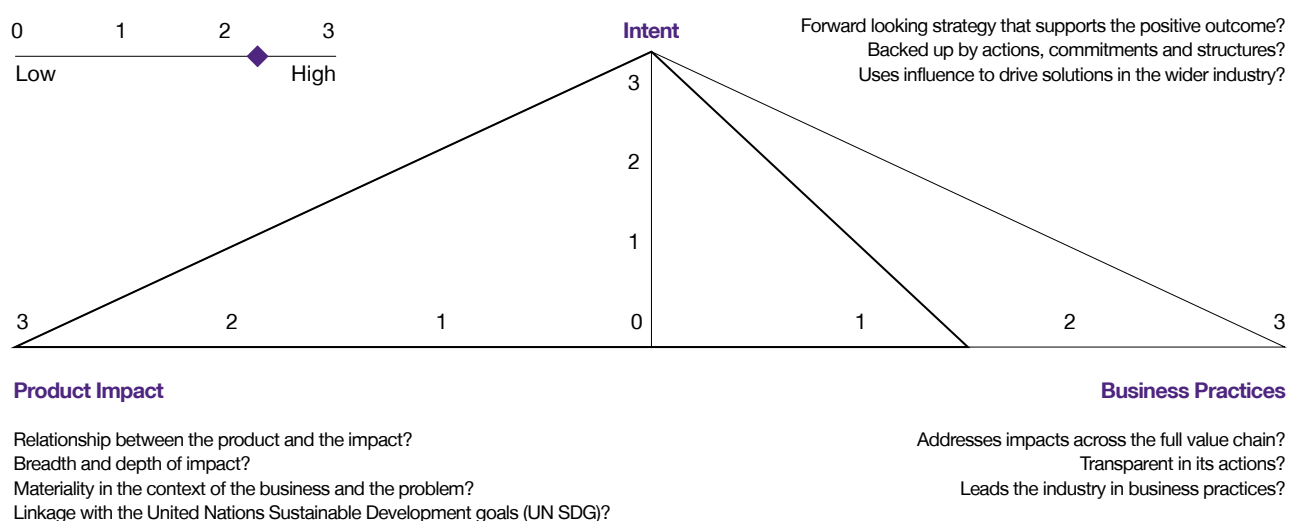 0 1 2 3
Low High
Intent
Forward looking strategy that supports the positive outcome?
Backed up by actions, commitments and structures?
Uses influence to drive solutions in the wider industry?
3
2
1
3 2 1 0 1 2 3
Product Impact
Relationship between the product and the impact?
Breadth and depth of impact?
Materiality in the context of the business and the problem?
Linkage with the United Nations Sustainable Development goals (UN SDG)?
Business Practices
Addresses impacts across the full value chain?
Transparent in its actions?
Leads the industry in business practices?